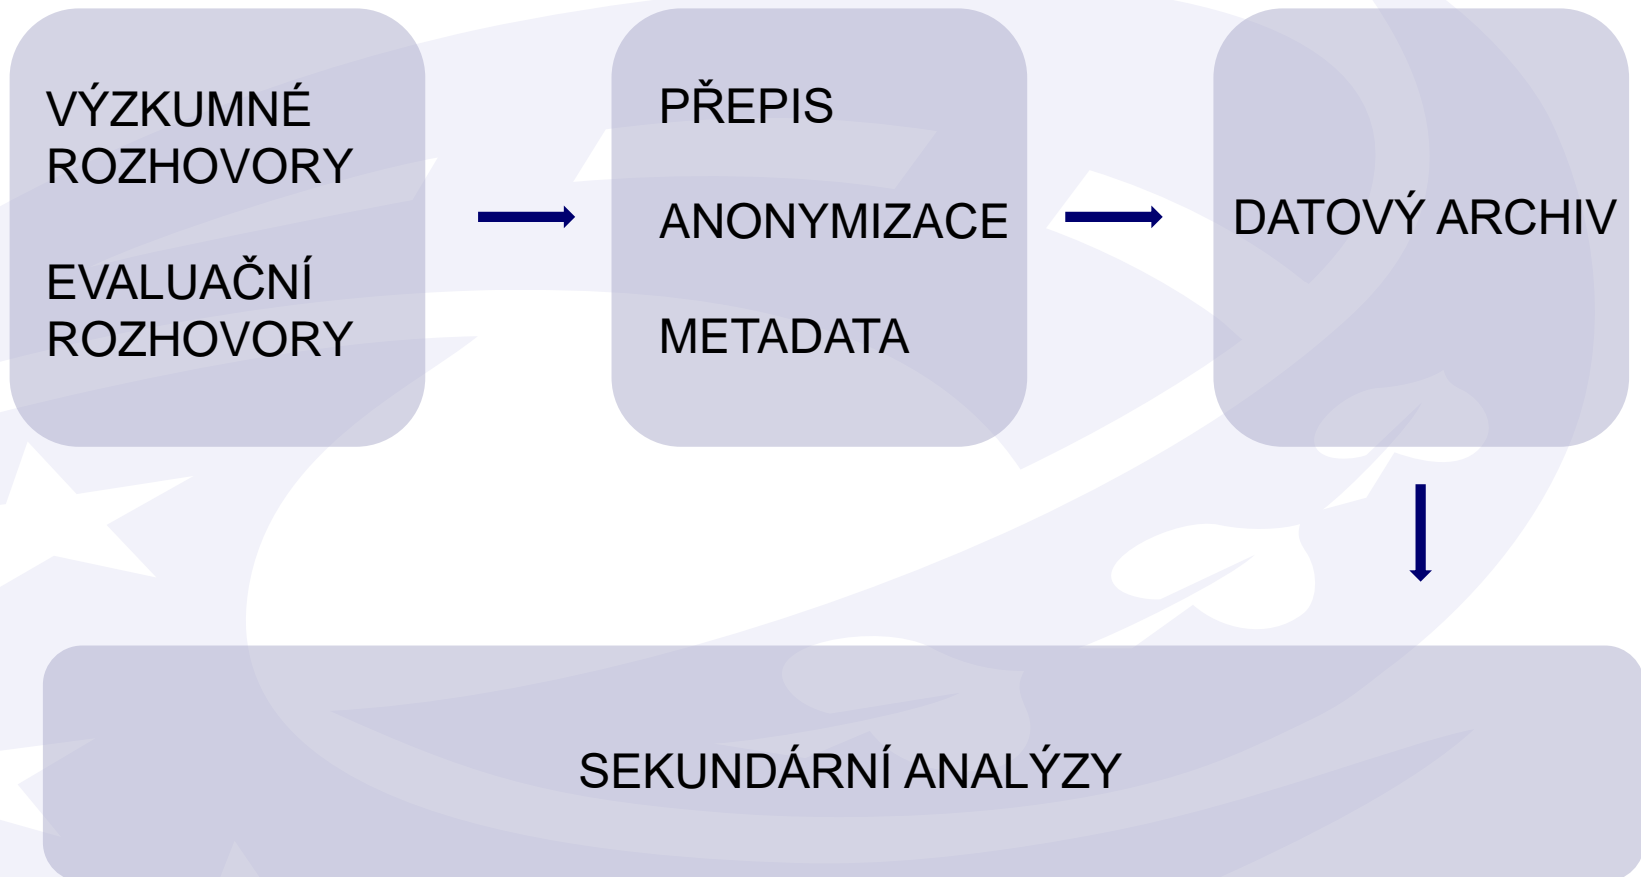 VÝZKUMNÉ
ROZHOVORY
EVALUAČNÍ
ROZHOVORY
PŘEPIS
ANONYMIZACE
METADATA
DATOVÝ ARCHIV
SEKUNDÁRNÍ ANALÝZY